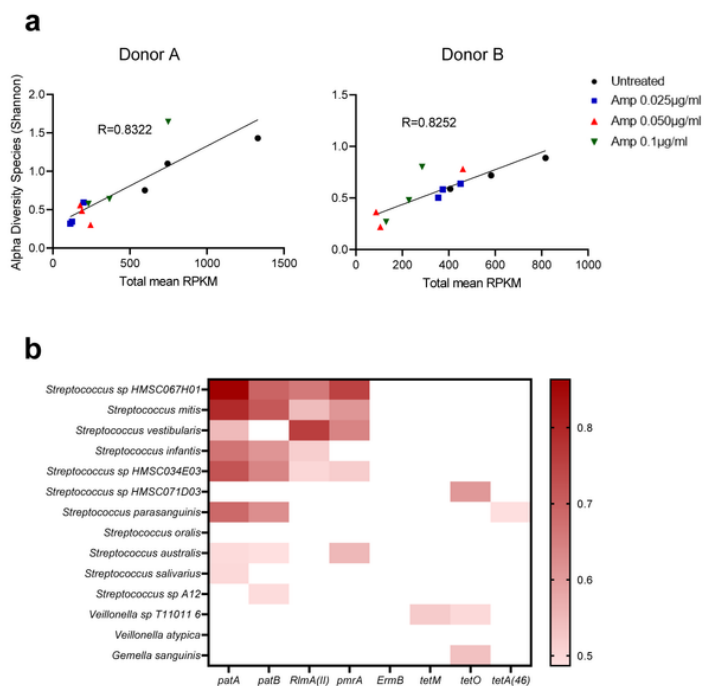 a
Donor A
Donor B
Alpha Diversity Species (Shannon)
2.0
1.5
1.0
0.5
0.0
R=0.8322
0
500
1000
1500
Total mean RPKM
1.5
1.0
0.5
0.0
R=0.8252
0
200
400
600
800
1000
Total mean RPKM
Untreated
Amp 0.025µg/ml
Amp 0.050µg/ml
Amp 0.1µg/ml
b
Streptococcus sp HMSC067H01
Streptococcus mitis
Streptococcus vestibularis
Streptococcus infantis
Streptococcus sp HMSC034E03
Streptococcus sp HMSC071D03
Streptococcus parasanguinis
Streptococcus oralis
Streptococcus australis
Streptococcus salivarius
Streptococcus sp A12
Veillonella sp T11011 6
Veillonella atypica
Gemella sanguinis
patA patB RlmA(II) pmrA ErmB tetM tetO tetA(46)
0.8
0.7
0.6
0.5